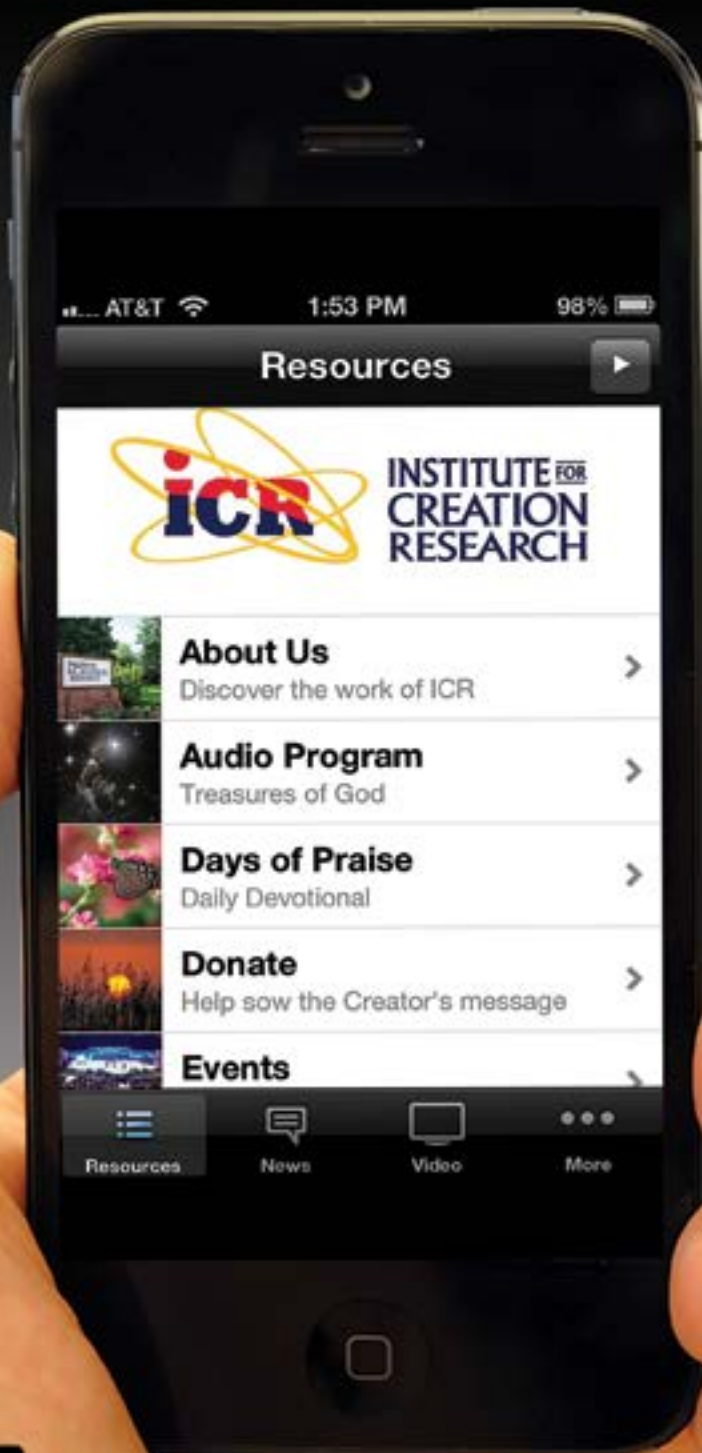 AT&T 1:53 PM 98%
Resources
iCR
INSTITUTE FOR
CREATION
RESEARCH
About Us
Discover the work of ICR
Audio Program
Treasures of God
Days of Praise
Daily Devotional
Donate
Help sow the Creator's message
Events
Resources News Video More